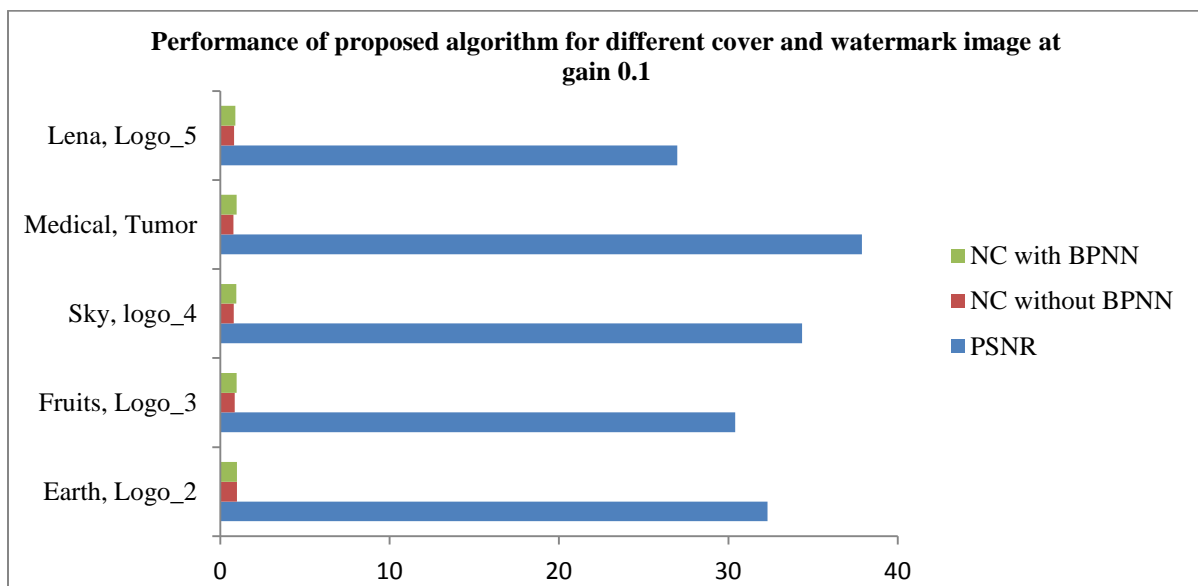 Performance of proposed algorithm for different cover and watermark image at
gain 0.1
Lena, Logo_5
Medical, Tumor
Sky, logo_4
Fruits, Logo_3
Earth, Logo_2
NC with BPNN
NC without BPNN
PSNR
0 10 20 30 40